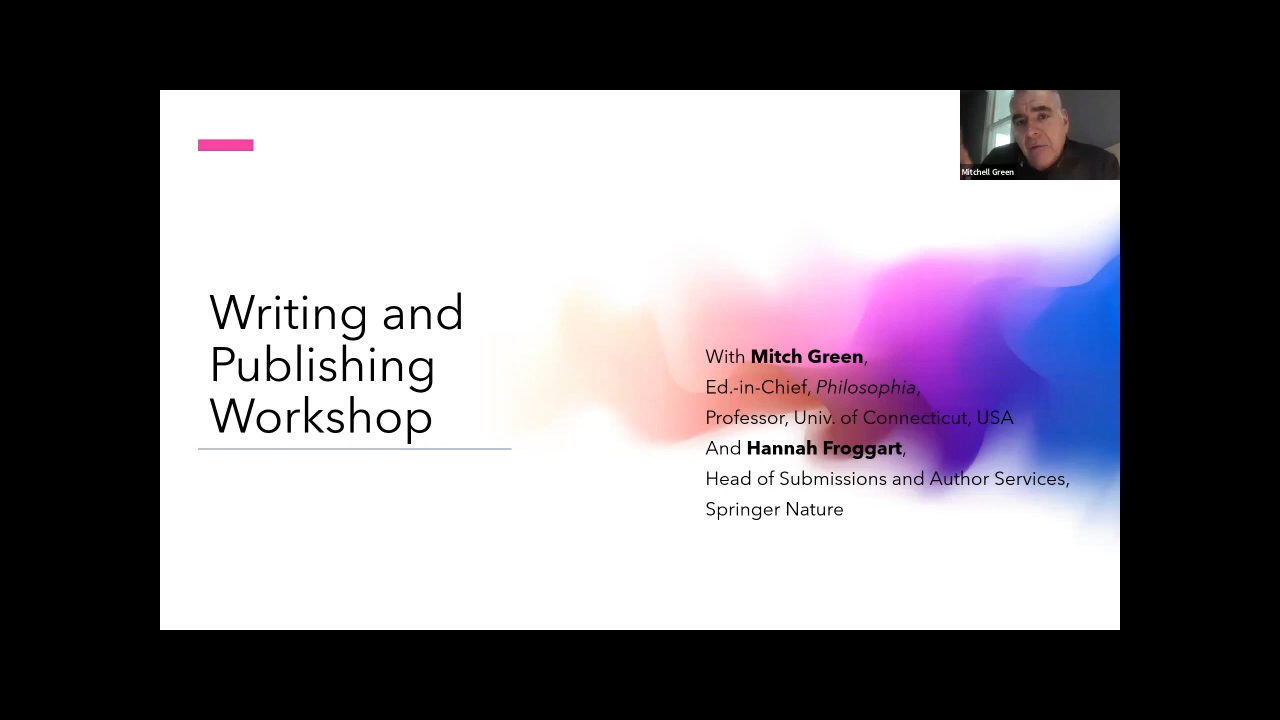 Mitchell Green
Writing and
Publishing
Workshop
With Mitch Green,
Ed.-in-Chief, Philosophia,
Professor, Univ. of Connecticut, USA
And Hannah Froggart,
Head of Submissions and Author Services,
Springer Nature